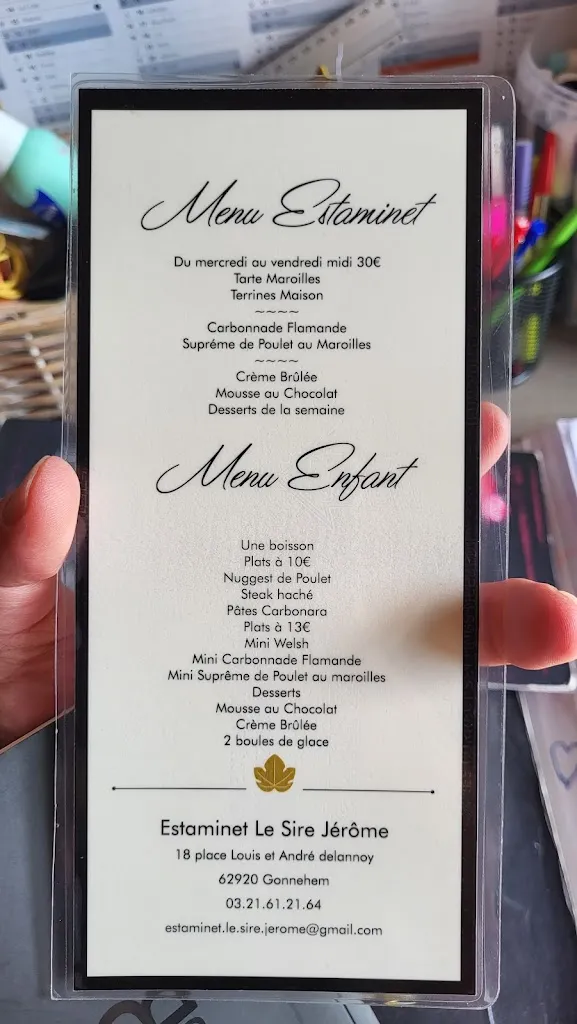 Menu Estaminet
Du mercredi au vendredi midi 30€
Tarte Maroilles
Terrines Maison
~~~~
Carbonnade Flamande
Supréme de Poulet au Maroilles
~~~~
Crème Brûlée
Mousse au Chocolat
Desserts de la semaine
Menu Enfant
Une boisson
Plats à 10€
Nuggest de Poulet
Steak haché
Pâtes Carbonara
Plats à 13€
Mini Welsh
Mini Carbonnade Flamande
Mini Suprême de Poulet au maroilles
Desserts
Mousse au Chocolat
Crème Brûlée
2 boules de glace
Estaminet Le Sire Jérôme
18 place Louis et André delannoy
62920 Gonnehem
03.21.61.21.64
estaminet.le.sire.jerome@gmail.com